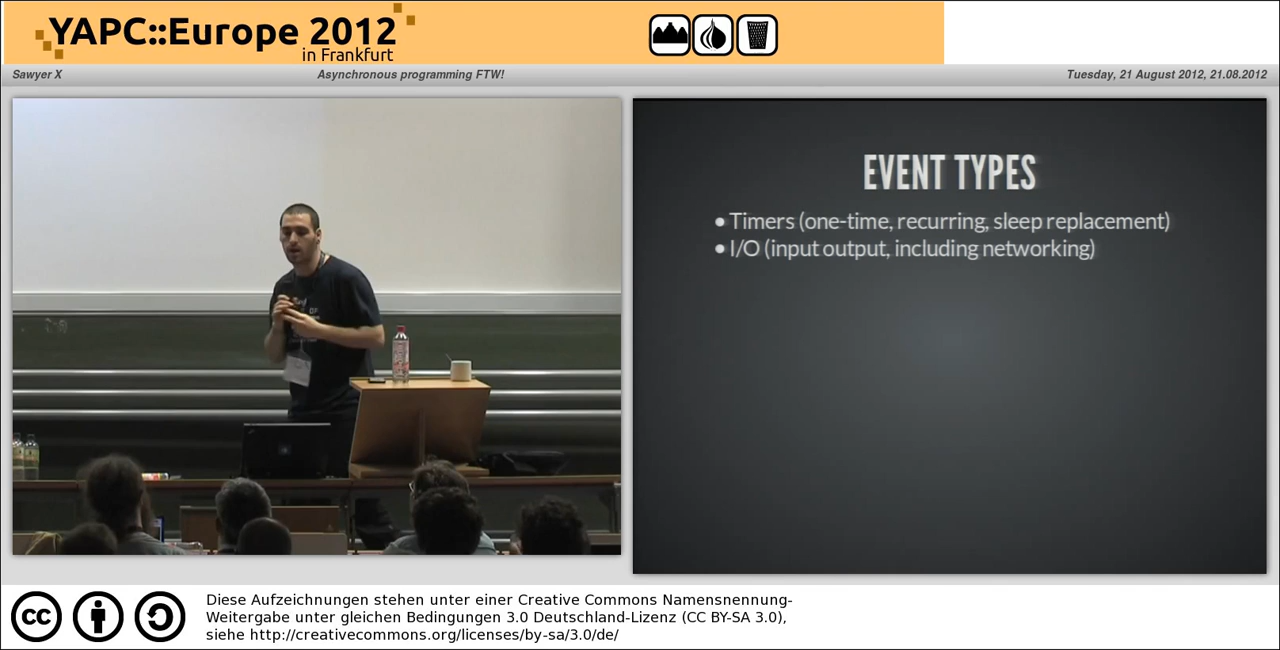 YAPC::Europe 2012
in Frankfurt
Sawyer X
Asynchronous programming FTW!
Tuesday, 21 August 2012, 21.08.2012
EVENT TYPES
• Timers (one-time, recurring, sleep replacement)
• I/O (input output, including networking)
cc
Diese Aufzeichnungen stehen unter einer Creative Commons Namensnennung-
Weitergabe unter gleichen Bedingungen 3.0 Deutschland-Lizenz (CC BY-SA 3.0),
siehe http://creativecommons.org/licenses/by-sa/3.0/de/